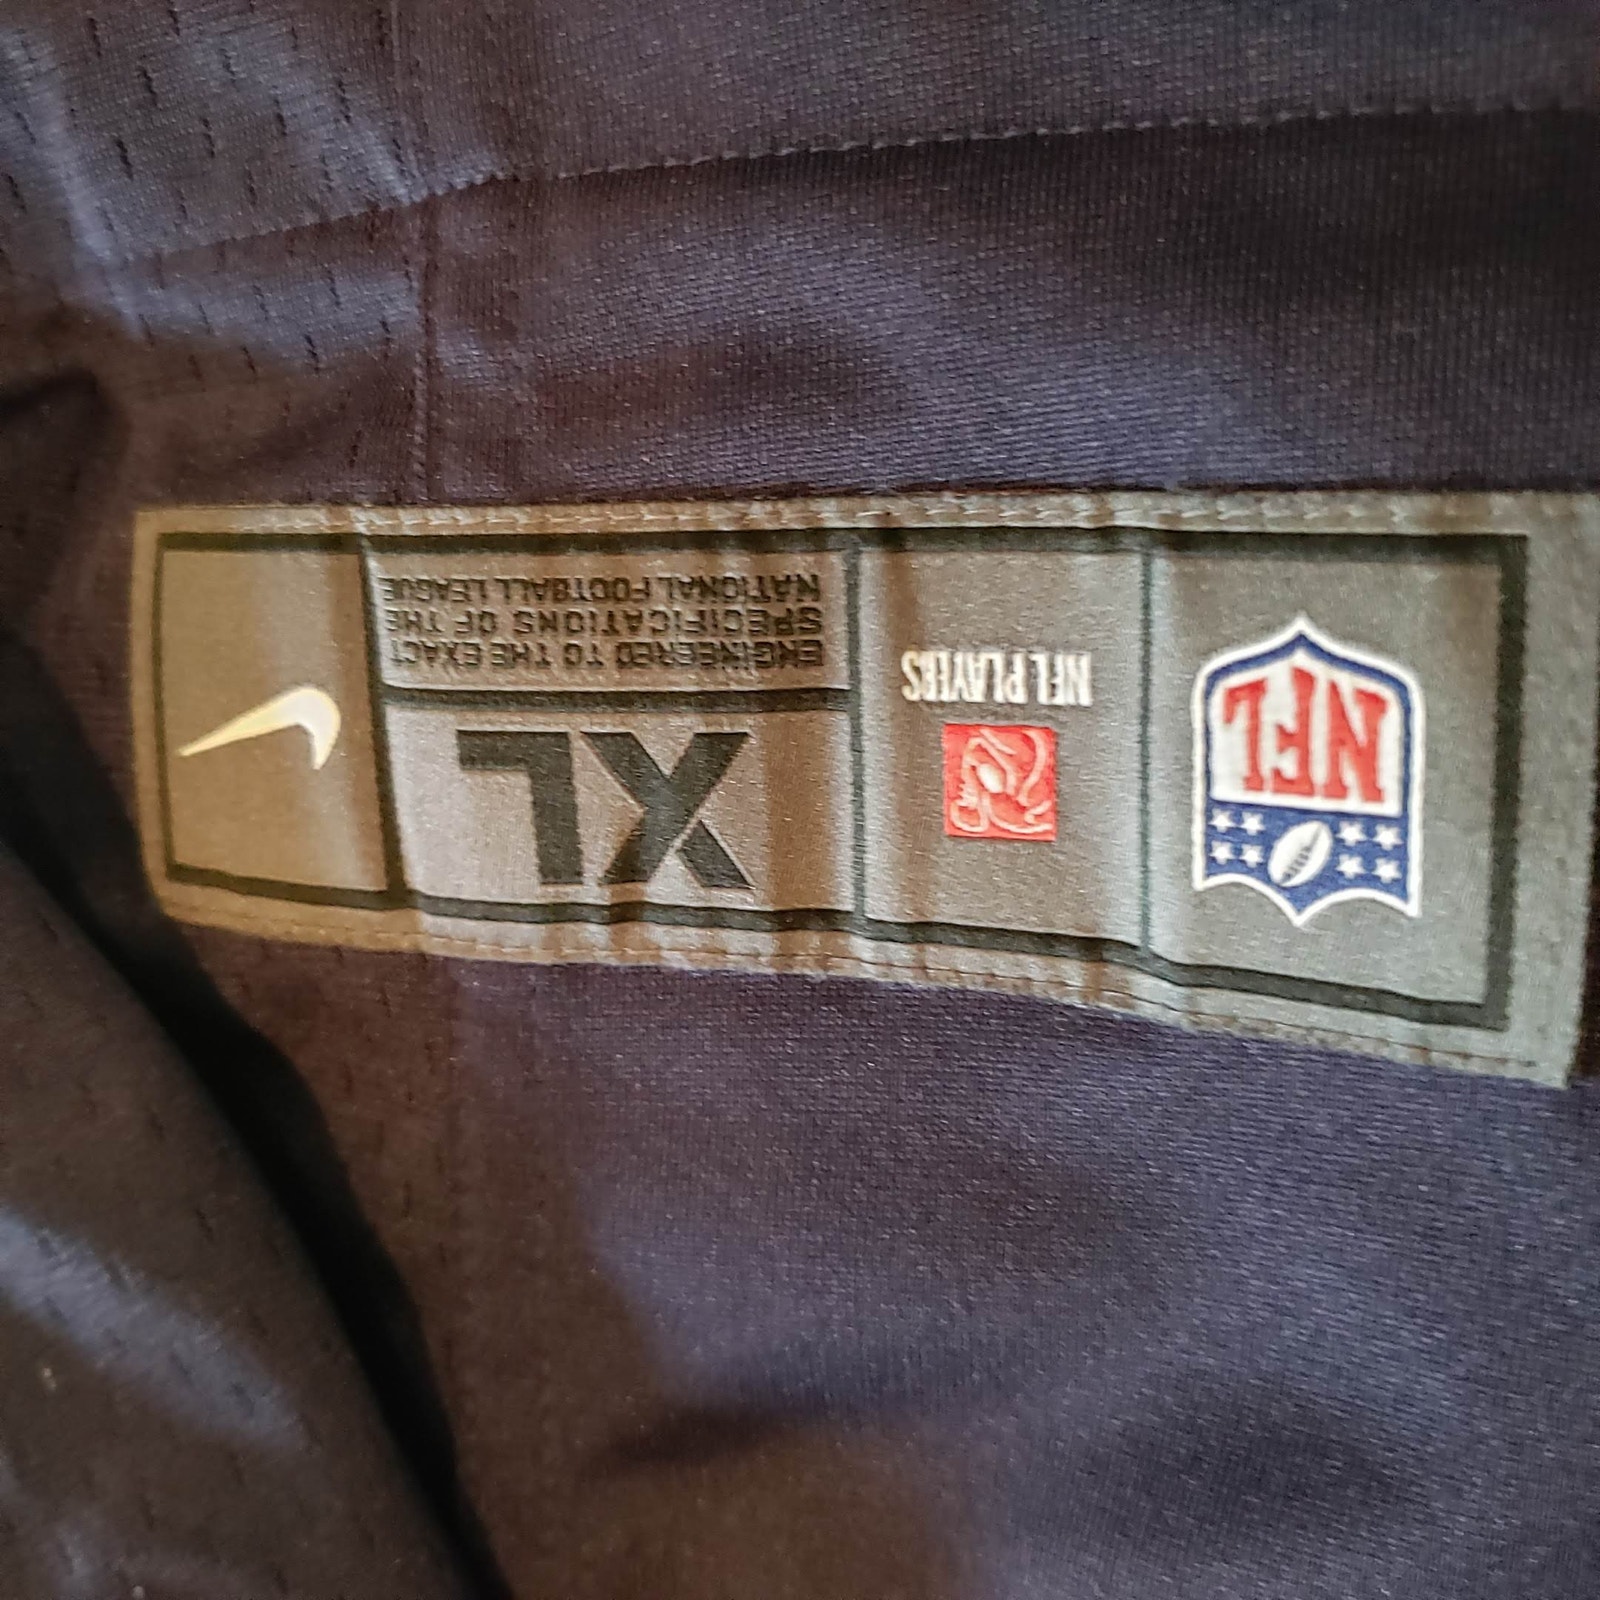 NFL
NFL PLAYERS
XL
ENGINEERED TO THE EXACT
SPECIFICATIONS OF THE
NATIONAL FOOTBALL LEAGUE